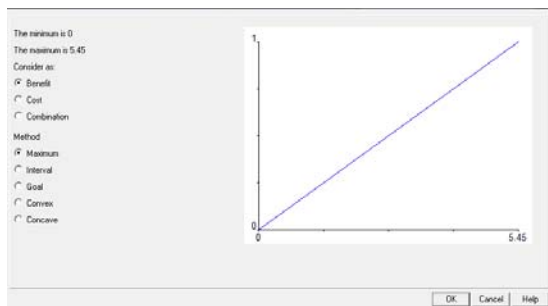 The minimum is 0
The maximum is 5.45
Consider as:
Benefit
Cost
Combination
Method
Maximum
Interval
Goal
Convex
Concave
1
0
0
5.45
OK
Cancel
Help